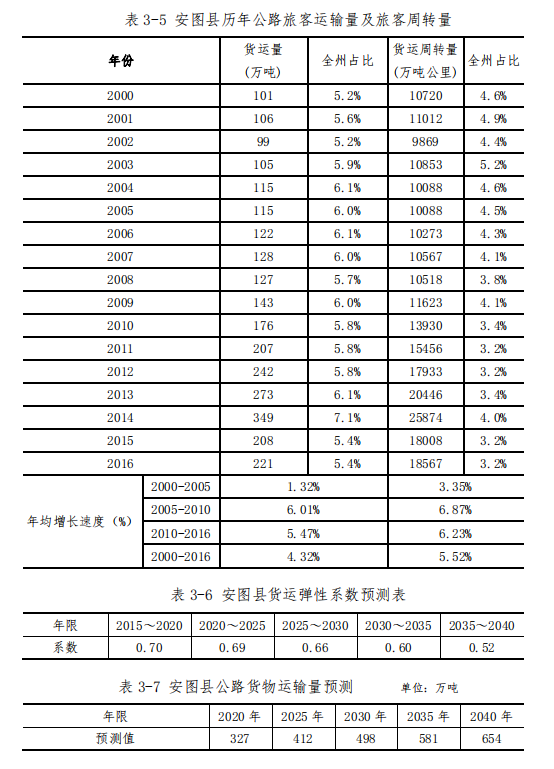 表 3-5 安图县历年公路旅客运输量及旅客周转量
年份 货运量(万吨) 全州占比 货运周转量(万吨公里) 全州占比
2000 101 5.2% 10720 4.6%
2001 106 5.6% 11012 4.9%
2002 99 5.2% 9869 4.4%
2003 105 5.9% 10853 5.2%
2004 115 6.1% 10088 4.6%
2005 115 6.0% 10088 4.5%
2006 122 6.1% 10273 4.3%
2007 128 6.0% 10567 4.1%
2008 127 5.7% 10518 3.8%
2009 143 6.0% 11623 4.1%
2010 176 5.8% 13930 3.4%
2011 207 5.8% 15456 3.2%
2012 242 5.8% 17933 3.2%
2013 273 6.1% 20446 3.4%
2014 349 7.1% 25874 4.0%
2015 208 5.4% 18008 3.2%
2016 221 5.4% 18567 3.2%
年均增长速度（%）
2000-2005 1.32% 3.35%
2005-2010 6.01% 6.87%
2010-2016 5.47% 6.23%
2000-2016 4.32% 5.52%
表 3-6 安图县货运弹性系数预测表
年限 2015～2020 2020～2025 2025～2030 2030～2035 2035～2040
系数 0.70 0.69 0.66 0.60 0.52
表 3-7 安图县公路货物运输量预测 单位：万吨
年限 2020 年 2025 年 2030 年 2035 年 2040 年
预测值 327 412 498 581 654